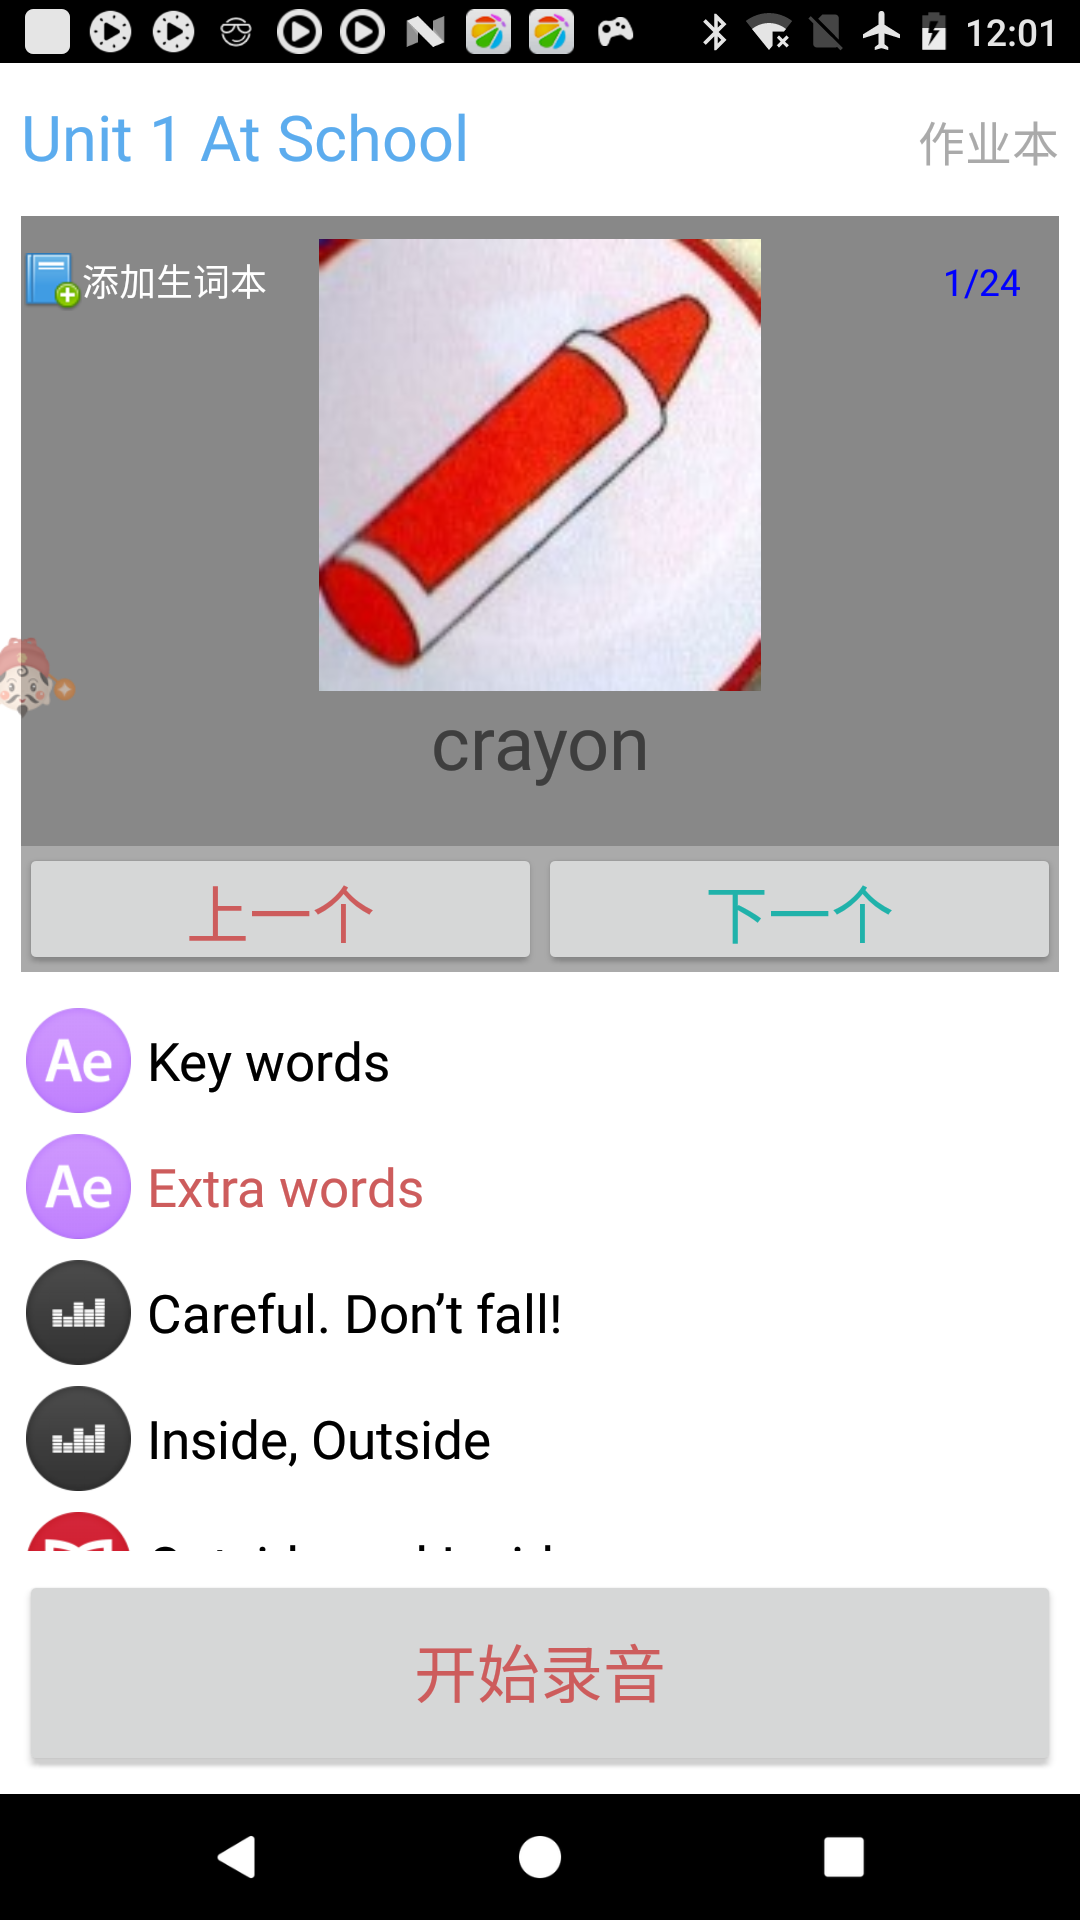 12:01
Unit 1 At School
作业本
添加生词本
1/24
crayon
上一个
下一个
Ae Key words
Ae Extra words
Careful. Don’t fall!
Inside, Outside
开始录音